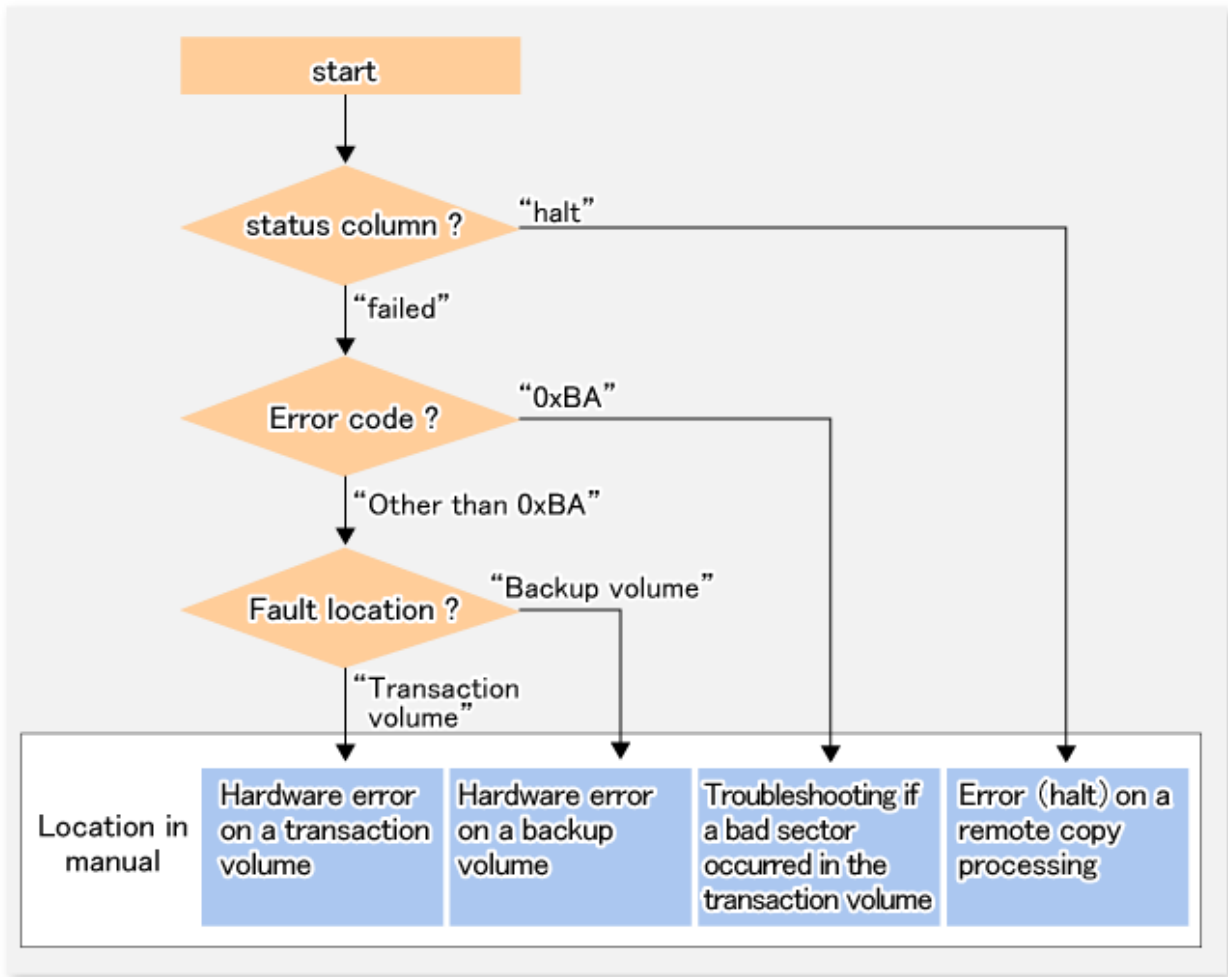 start
status column ?
“halt”
“failed”
Error code ?
“0xBA”
“Other than 0xBA”
Fault location ?
“Backup volume”
“Transaction
volume”
Location in
manual
Hardware error
on a transaction
volume
Hardware error
on a backup
volume
Troubleshooting if
a bad sector
occurred in the
transaction volume
Error (halt) on a
remote copy
processing